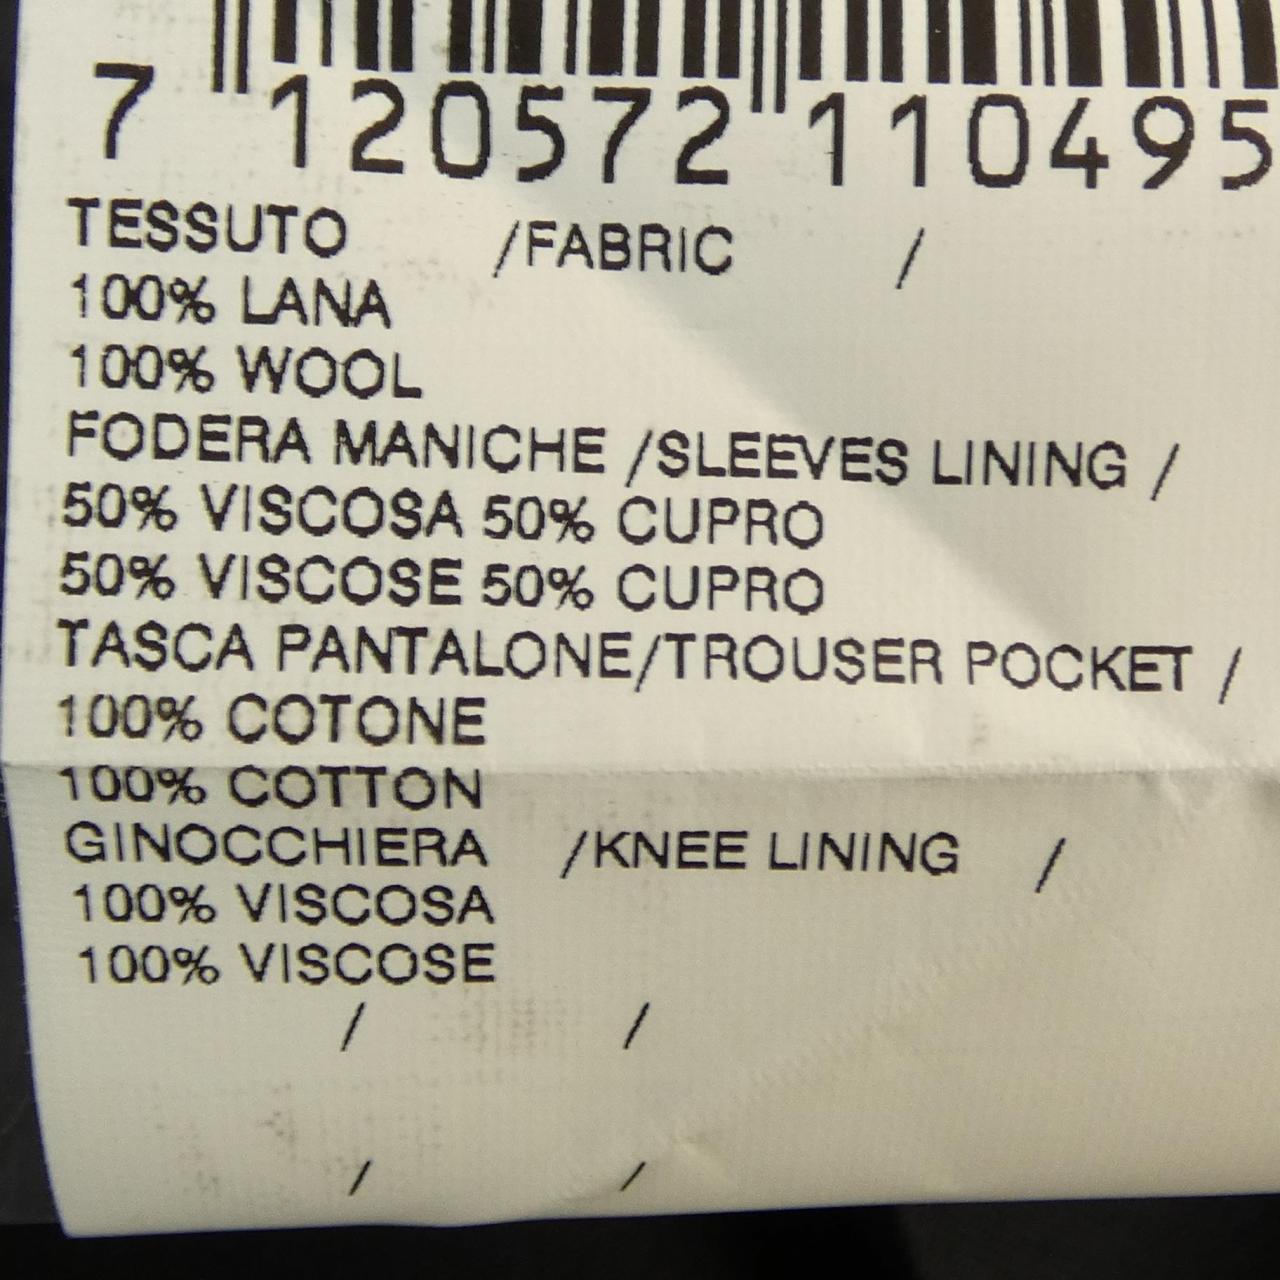 7 120572 110495
TESSUTO /FABRIC /
100% LANA
100% WOOL
FODERA MANICHE /SLEEVES LINING /
50% VISCOSA 50% CUPRO
50% VISCOSE 50% CUPRO
TASCA PANTALONE/TROUSER POCKET /
100% COTONE
100% COTTON
GINOCCHIERA /KNEE LINING /
100% VISCOSA
100% VISCOSE
/ /
/ /